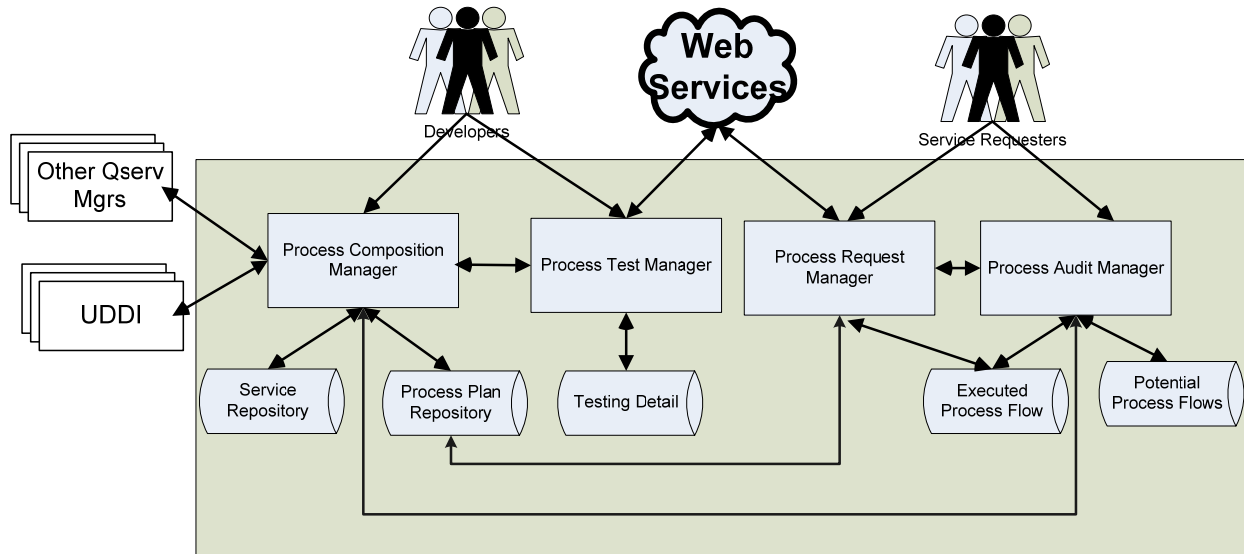 Web
Services
Developers
Service Requesters
Other Qserv
Mgrs
UDDI
Process Composition
Manager
Process Test Manager
Process Request
Manager
Process Audit Manager
Service
Repository
Process Plan
Repository
Testing Detail
Executed
Process Flow
Potential
Process Flows